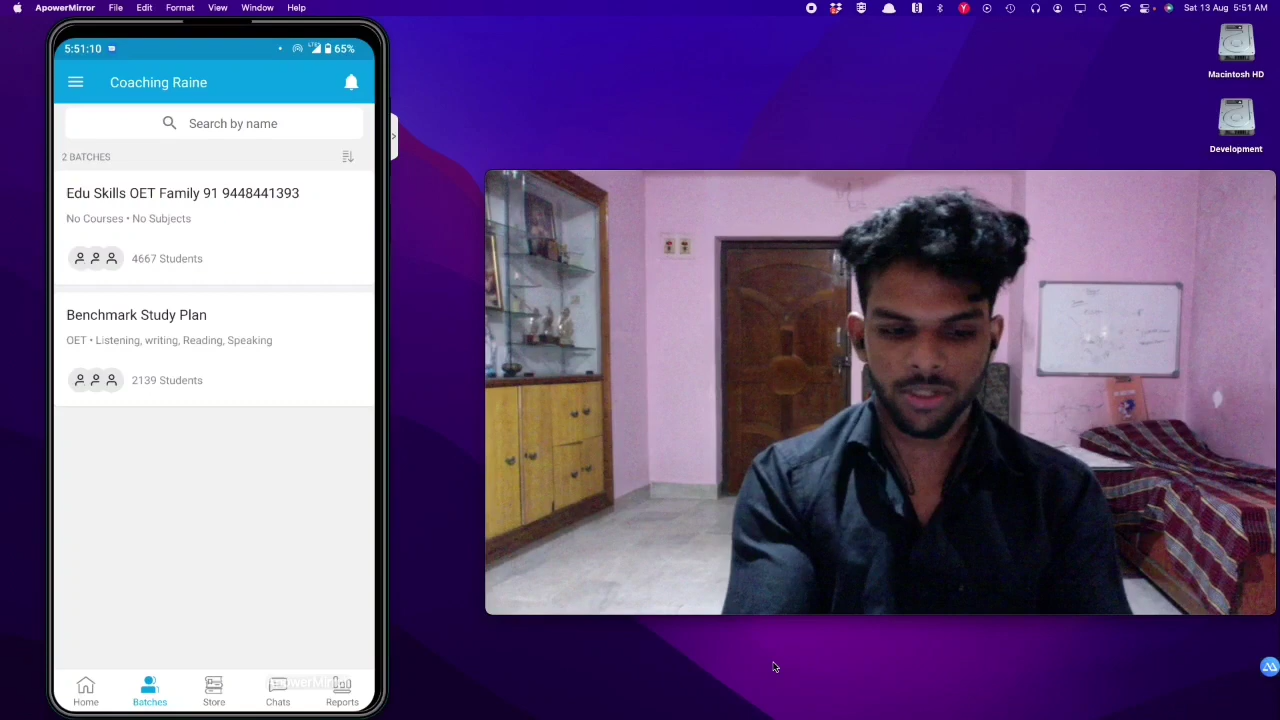 ApowerMirror File Edit Format View Window Help
Sat 13 Aug 5:51 AM
5:51:10
65%
Coaching Raine
Search by name
2 BATCHES
Edu Skills OET Family 91 9448441393
No Courses • No Subjects
4667 Students
Benchmark Study Plan
OET • Listening, writing, Reading, Speaking
2139 Students
Home Batches Store Chats Reports
Macintosh HD
Development